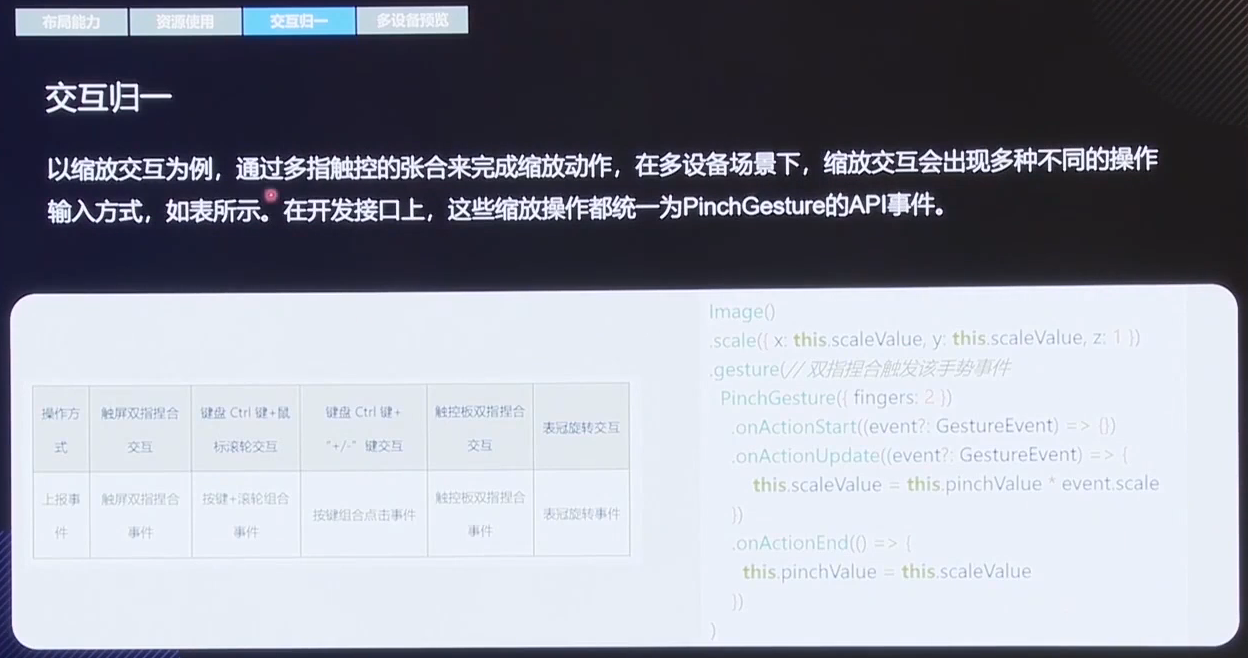 布局能力 资源使用 交互归一 多设备预览
交互归一
以缩放交互为例，通过多指触控的张合来完成缩放动作，在多设备场景下，缩放交互会出现多种不同的操作
输入方式，如表所示。在开发接口上，这些缩放操作都统一为PinchGesture的API事件。
操作方式 触屏双指捏合交互 键盘 Ctrl 键+鼠标滚轮交互 键盘 Ctrl 键+ "+/-" 键交互 触控板双指捏合交互 表冠旋转交互
上报事件 触屏双指捏合事件 按键+滚轮组合事件 按键组合点击事件 触控板双指捏合事件 表冠旋转事件
Image()
.scale({ x: this.scaleValue, y: this.scaleValue, z: 1 })
.gesture(// 双指捏合触发该手势事件
PinchGesture({ fingers: 2 })
.onActionStart((event?: GestureEvent) => {})
.onActionUpdate((event?: GestureEvent) => {
this.scaleValue = this.pinchValue * event.scale
})
.onActionEnd(() => {
this.pinchValue = this.scaleValue
})
)